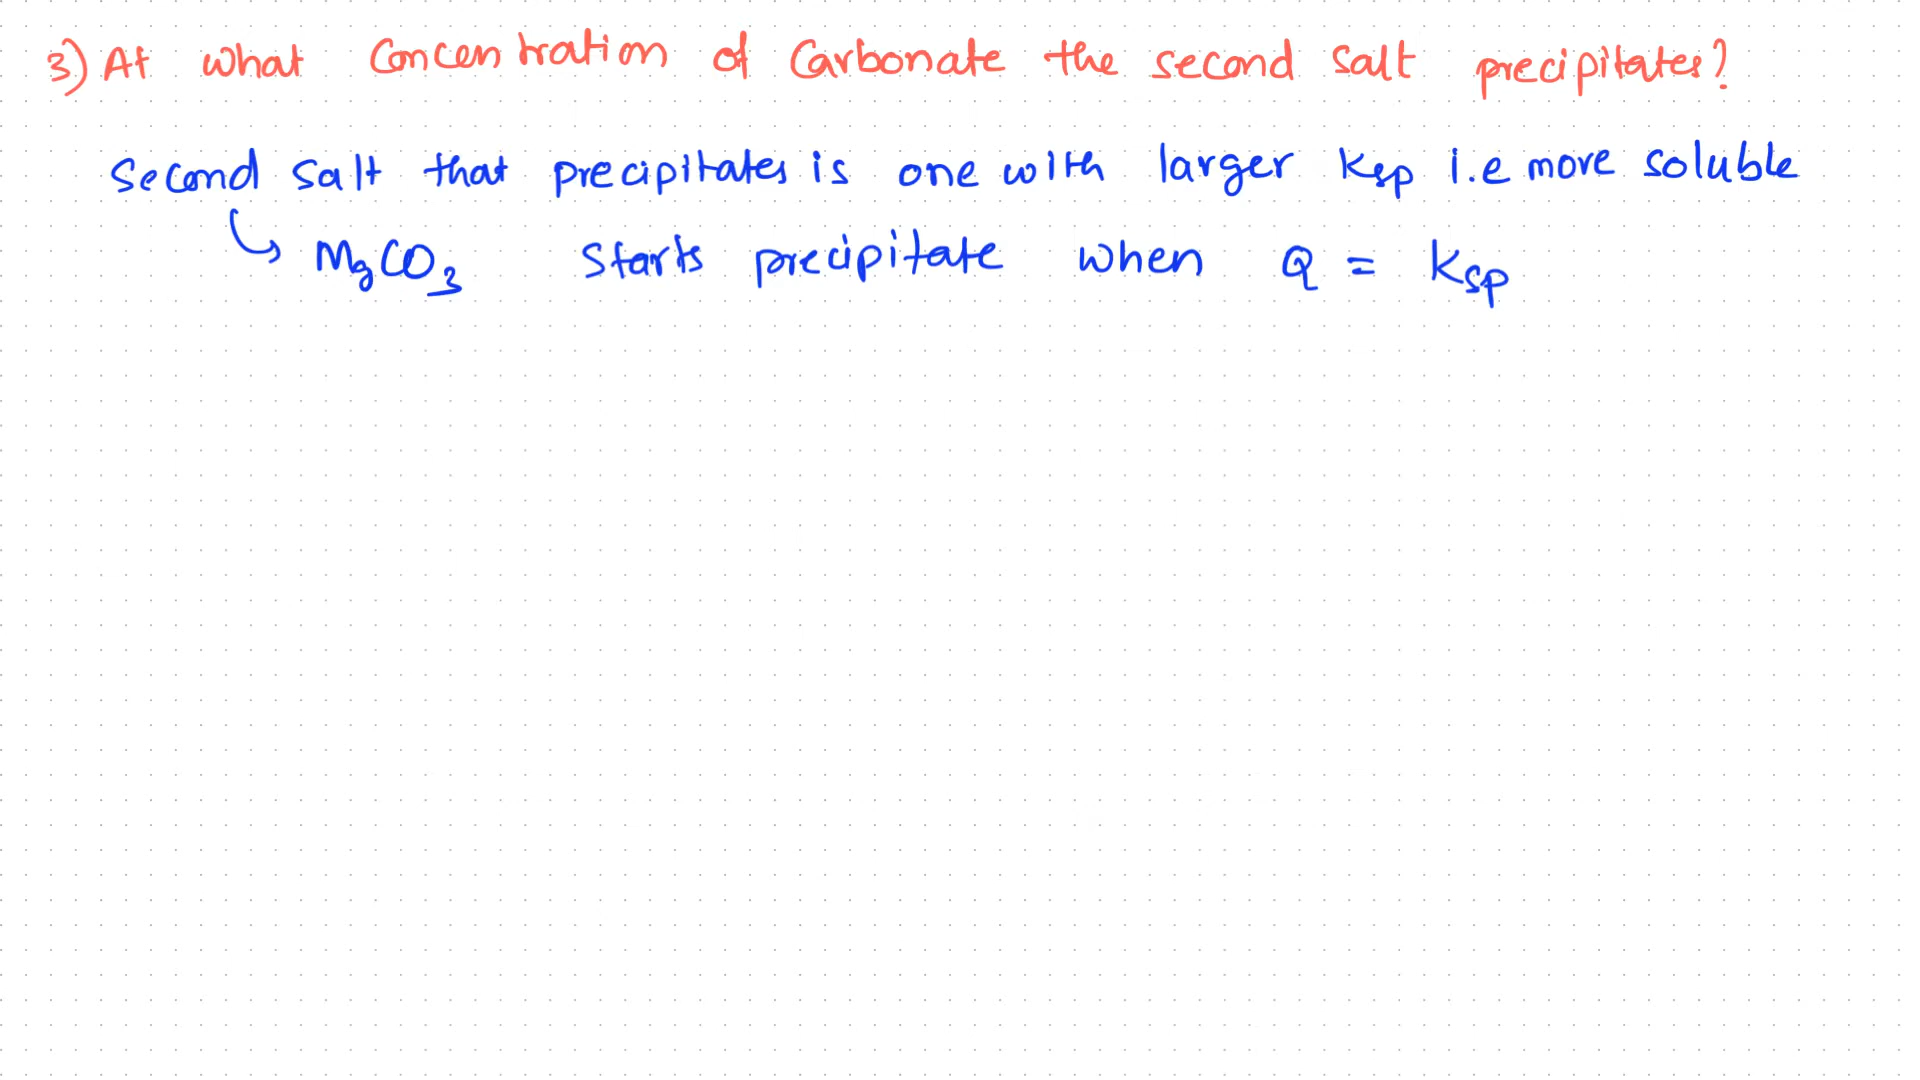 3) At what Concentration of Carbonate the second salt precipitates?
Second salt that precipitates is one with larger Ksp i.e more soluble
↳ MgCO3 starts precipitate when Q = Ksp